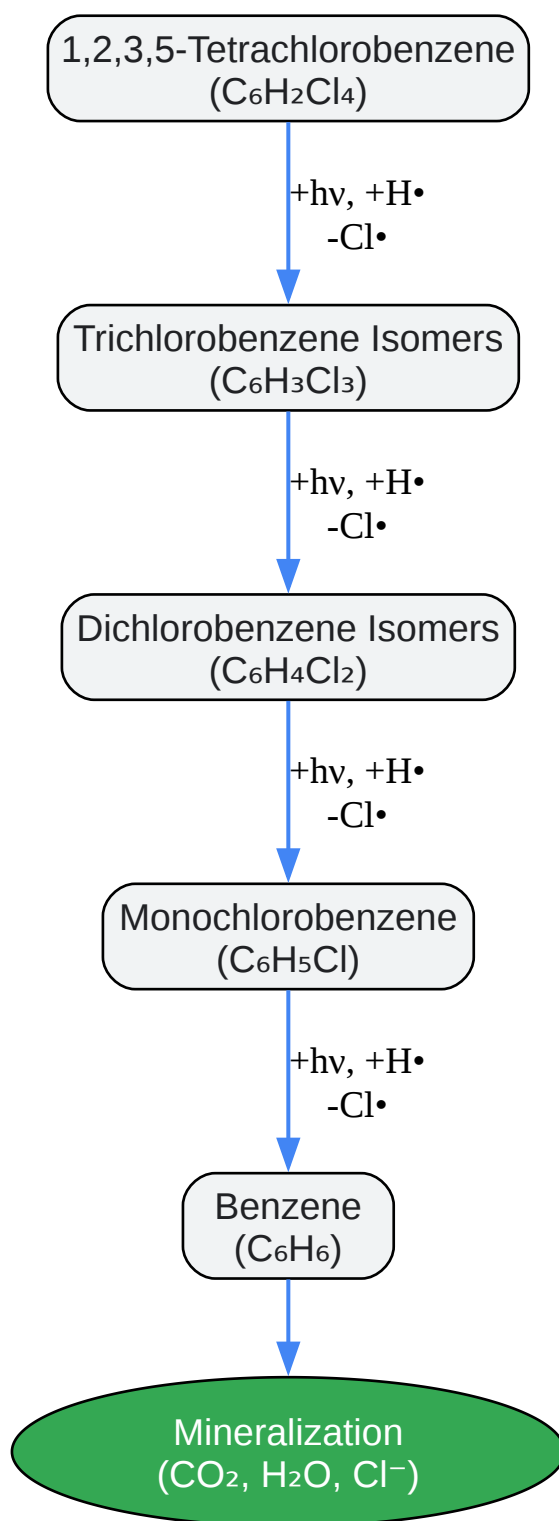 1,2,3,5-Tetrachlorobenzene
(C₆H₂Cl₄)
+hν, +H•
-Cl•
Trichlorobenzene Isomers
(C₆H₃Cl₃)
+hν, +H•
-Cl•
Dichlorobenzene Isomers
(C₆H₄Cl₂)
+hν, +H•
-Cl•
Monochlorobenzene
(C₆H₅Cl)
+hν, +H•
-Cl•
Benzene
(C₆H₆)
Mineralization
(CO₂, H₂O, Cl⁻)